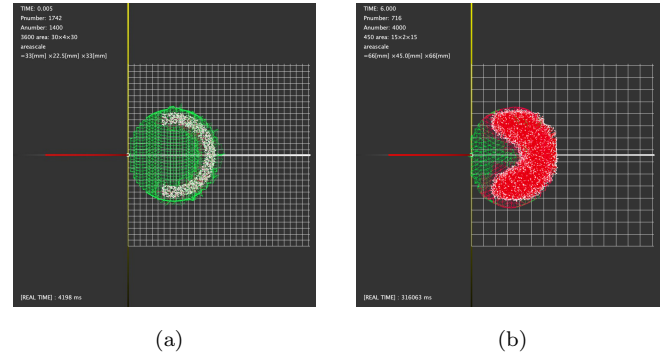 TIME: 0.005
Pnumber: 1742
Anumber: 1400
3600 area: 30×4×30
areascale
=33[mm] ×22.5[mm] ×33[mm]
[REAL TIME] : 4198 ms
(a)
TIME: 6.000
Pnumber: 716
Anumber: 4000
450 area: 15×2×15
areascale
=66[mm] ×45.0[mm] ×66[mm]
[REAL TIME] : 316063 ms
(b)